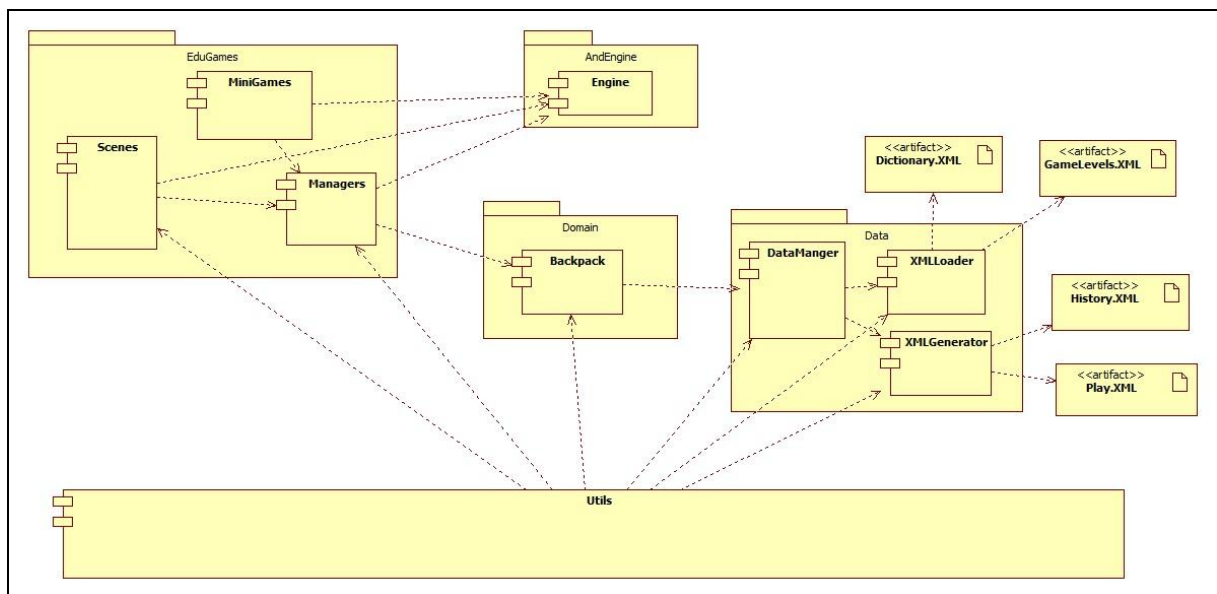 EduGames
MiniGames
Scenes
Managers
AndEngine
Engine
Domain
Backpack
Data
DataManger
XMLLoader
XMLGenerator
<<artifact>>
Dictionary.XML
<<artifact>>
GameLevels.XML
<<artifact>>
History.XML
<<artifact>>
Play.XML
Utils